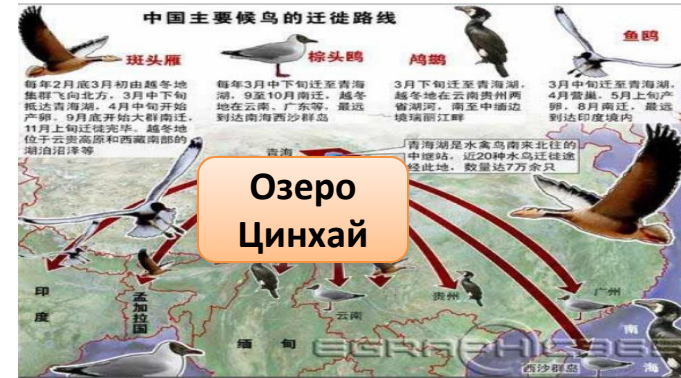 中国主要候鸟的迁徙路线
斑头雁
每年2月底3月初由越冬地
集群飞向北方，3月中下旬
抵达青海湖，4月中旬开始
产卵。9月底开始大群南迁，
11月上旬迁徙完毕。越冬地
位于云贵高原和西藏南部的
湖泊沼泽等
棕头鸥
每年3月中下旬迁至青海
湖，9至10月南迁，越冬
地在云南、广东等，最远
到达南海西沙群岛
鸬鹚
3月下旬迁至青海湖，
越冬地在云南贵州两
省湖河，南至中缅边
境瑞丽江畔
鱼鸥
3月中旬迁至青海湖，
4月营巢，5月上旬产
卵，8月南迁，最远
到达印度境内
青海湖是水禽鸟南来北往的
中继站，近20种水鸟迁徙途
经此地，数量达7万余只
青海
Озеро
Цинхай
印度
孟加拉国
缅甸
云南
贵州
广州
南海
西沙群岛